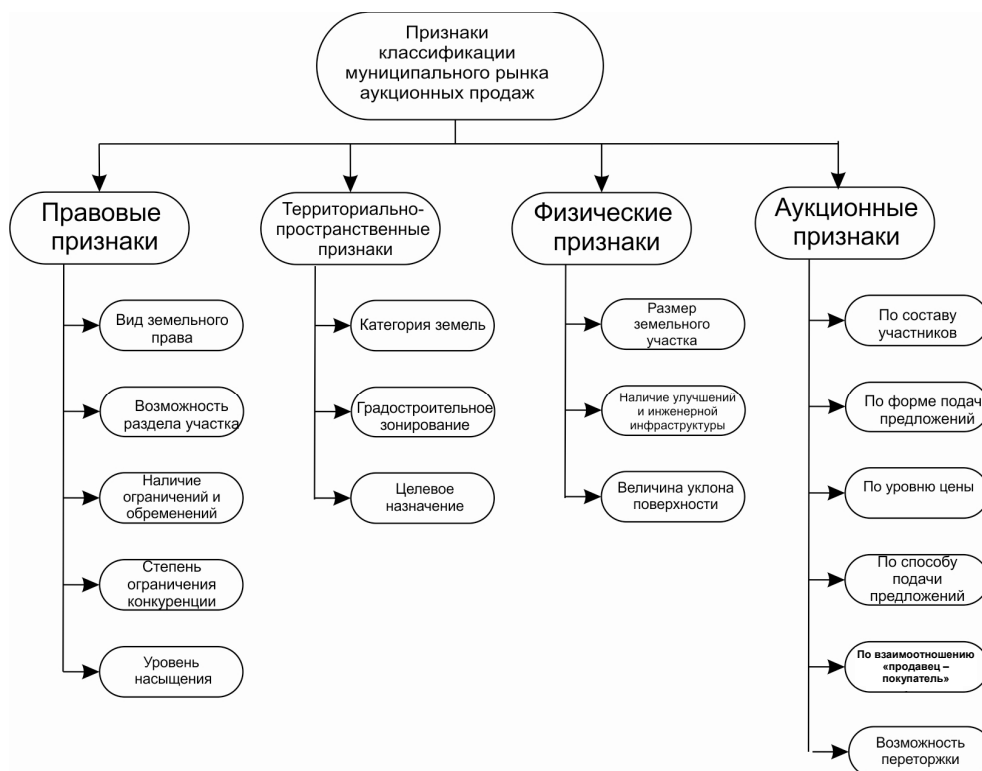 Признаки
классификации
муниципального рынка
аукционных продаж
Правовые
признаки
Вид земельного
права
Возможность
раздела участка
Наличие
ограничений и
обременений
Степень
ограничения
конкуренции
Уровень
насыщения
Территориально-
пространственные
признаки
Категория земель
Градостроительное
зонирование
Целевое
назначение
Физические
признаки
Размер
земельного
участка
Наличие улучшений
и инженерной
инфраструктуры
Величина уклона
поверхности
Аукционные
признаки
По составу
участников
По форме подач
предложений
По уровню цены
По способу
подачи
предложений
По взаимоотношению
«продавец –
покупатель»
Возможность
переторжки